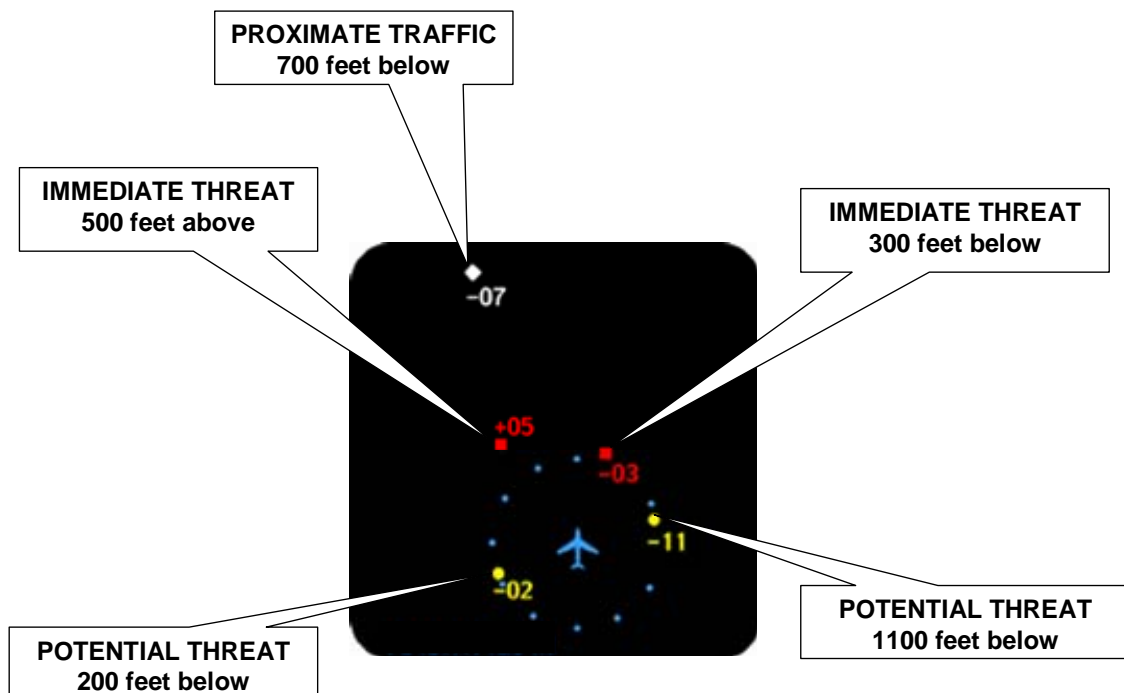 PROXIMATE TRAFFIC
700 feet below
IMMEDIATE THREAT
500 feet above
IMMEDIATE THREAT
300 feet below
-07
+05
-03
-11
-02
POTENTIAL THREAT
1100 feet below
POTENTIAL THREAT
200 feet below